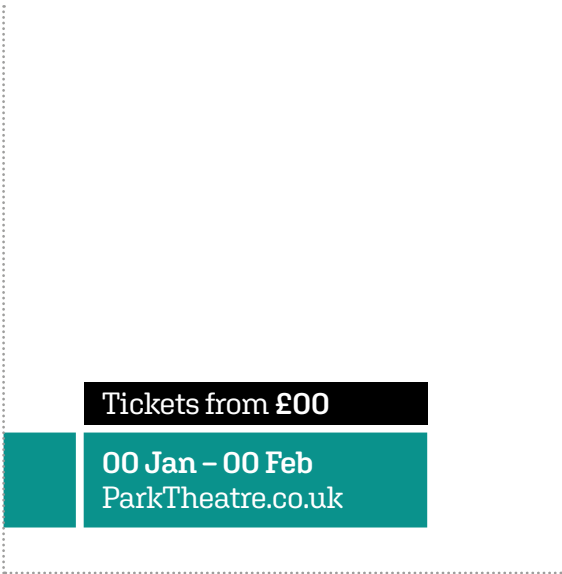 Tickets from £00
00 Jan – 00 Feb
ParkTheatre.co.uk